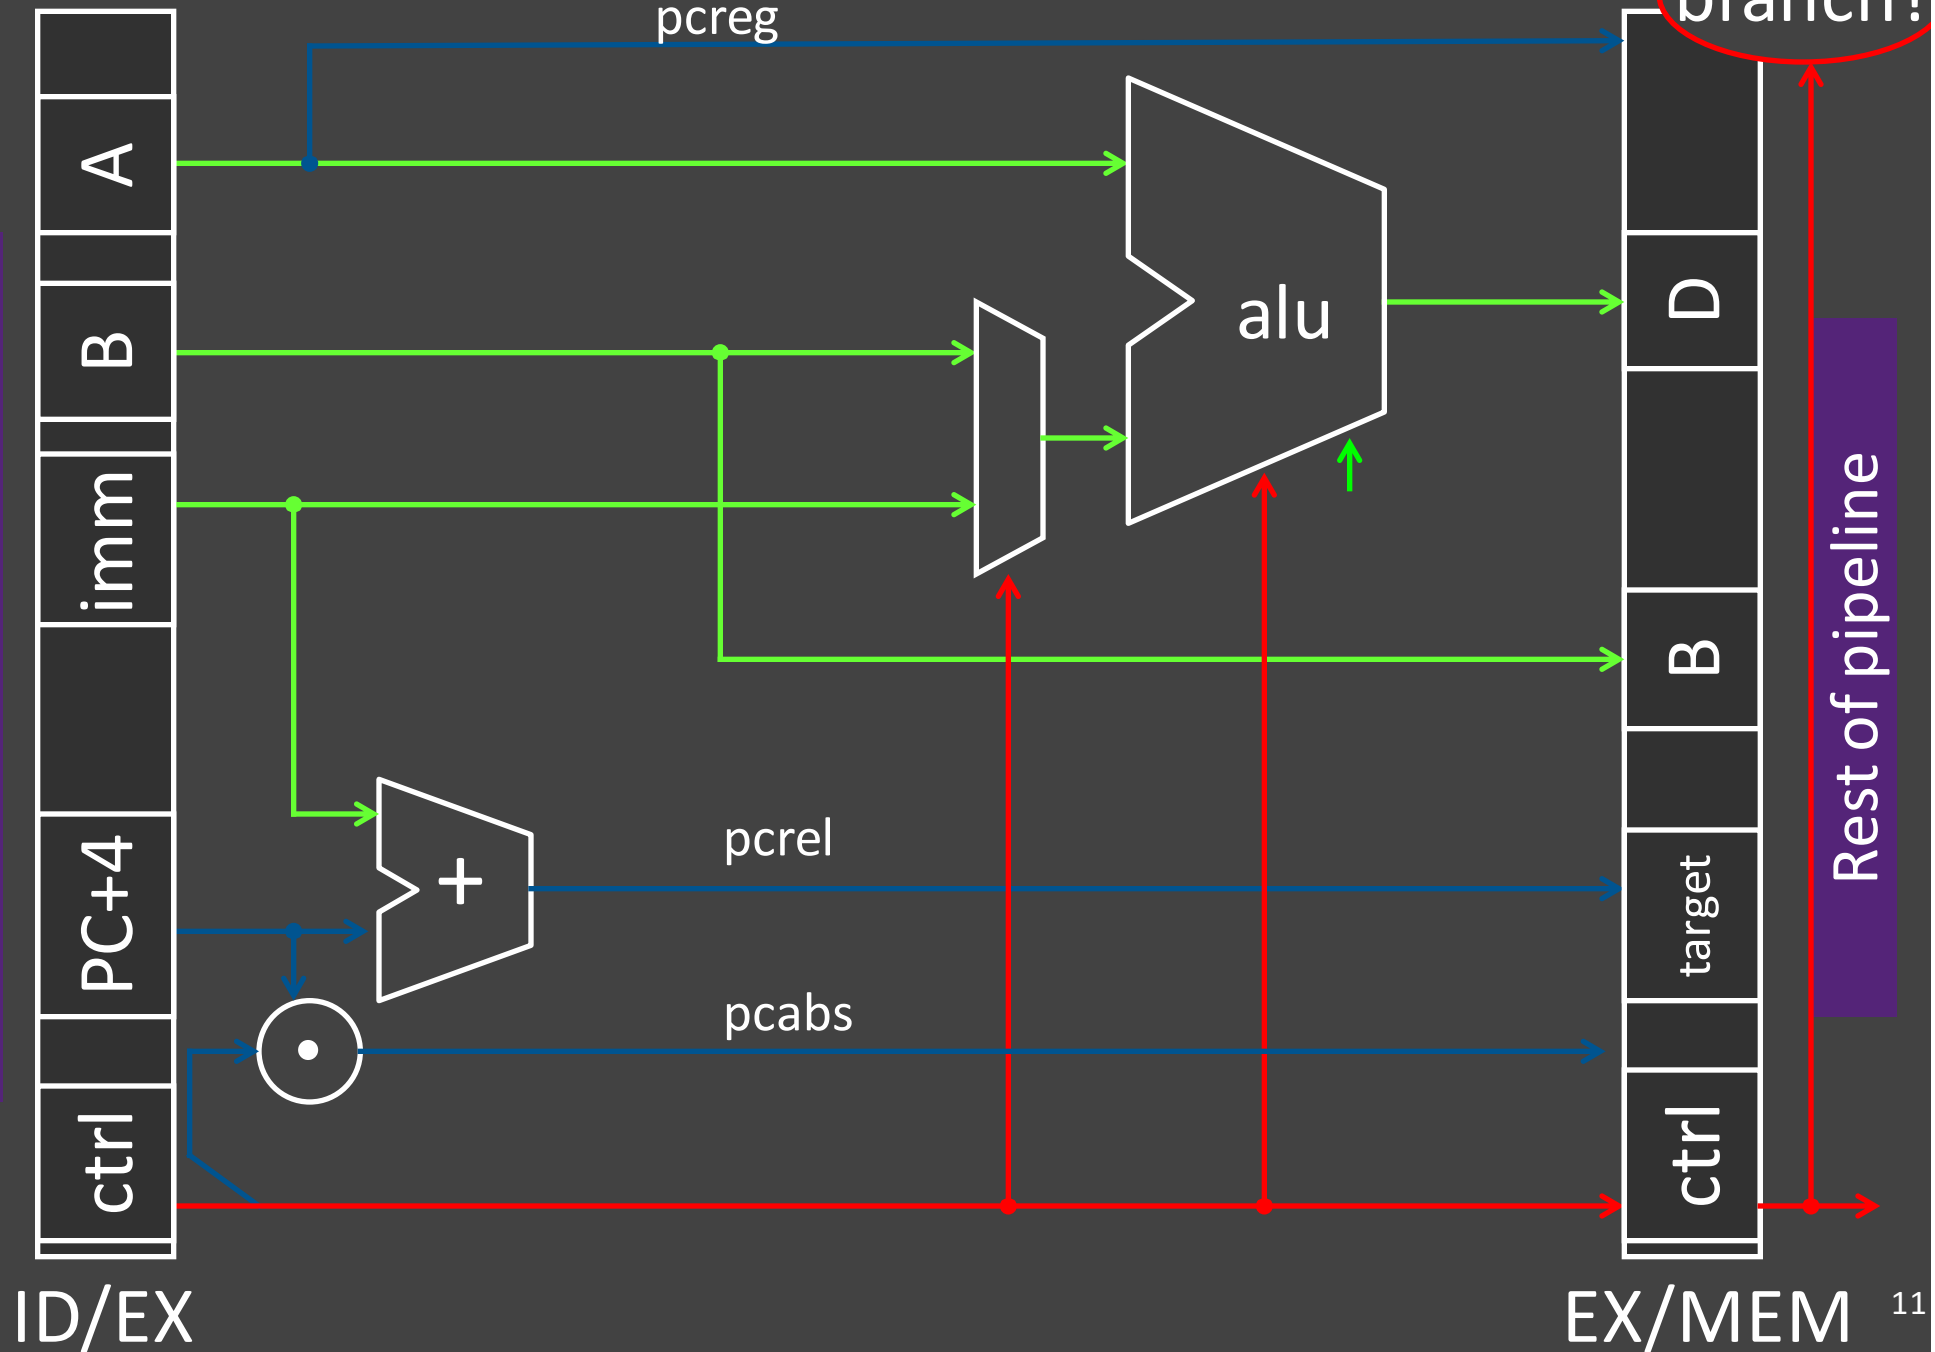 pcreg
branch?
A
B
imm
PC+4
ctrl
alu
+
pcrel
pcabs
D
B
target
ctrl
Rest of pipeline
ID/EX
EX/MEM
11